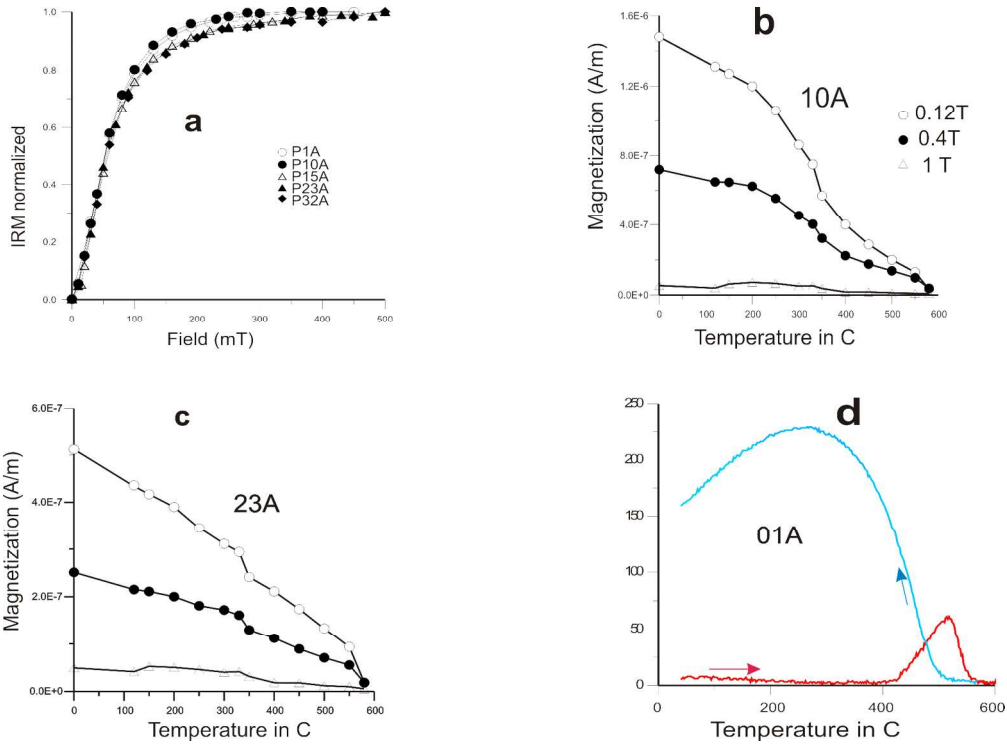 a
IRM normalized
1.0
0.8
0.6
0.4
0.2
0.0
P1A
P10A
P15A
P23A
P32A
0 100 200 300 400 500
Field (mT)
b
Magnetization (A/m)
1.6E-6
1.2E-6
8.0E-7
4.0E-7
0.0E+0
10A
0.12T
0.4T
1 T
0 100 200 300 400 500 600
Temperature in C
c
Magnetization (A/m)
6.0E-7
4.0E-7
2.0E-7
0.0E+0
23A
0 100 200 300 400 500 600
Temperature in C
d
250
200
150
100
50
0
01A
0 200 400 600
Temperature in C